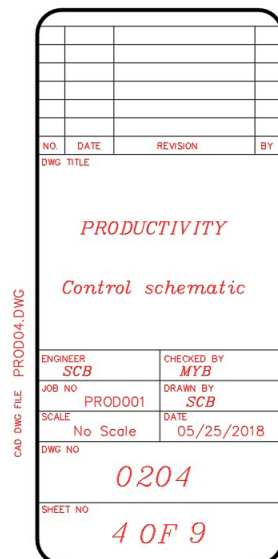 NO. DATE REVISION BY
DWG TITLE
PRODUCTIVITY
Control schematic
ENGINEER CHECKED BY
SCB MYB
JOB NO DRAWN BY
PROD001 SCB
SCALE DATE
No Scale 05/25/2018
DWG NO
0204
SHEET NO
4 OF 9
CAD DWG FILE PROD04.DWG